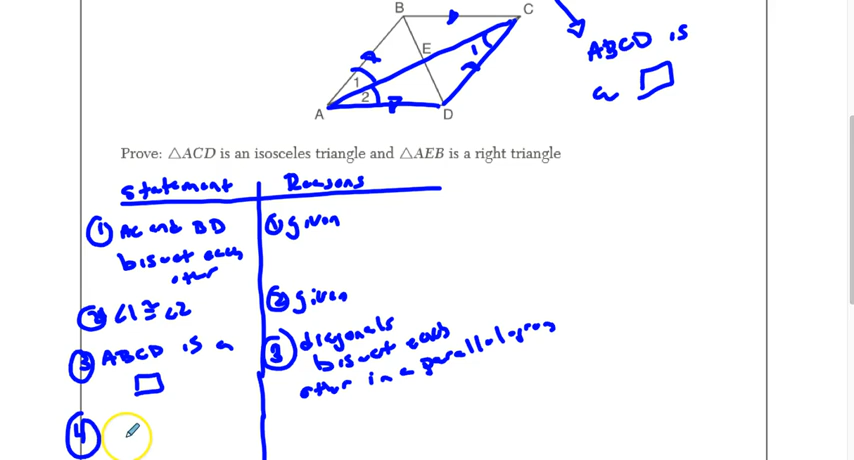 B
C
ABCD is
a
E
1
1
2
A
D
Prove: △ACD is an isosceles triangle and △AEB is a right triangle
Statement Reasons
① AC and BD ① given
bisect each
other
② ∠1 ≅ ∠2 ② given
③ ABCD is a ③ diagonals
bisect each
other in a parallelogram
④